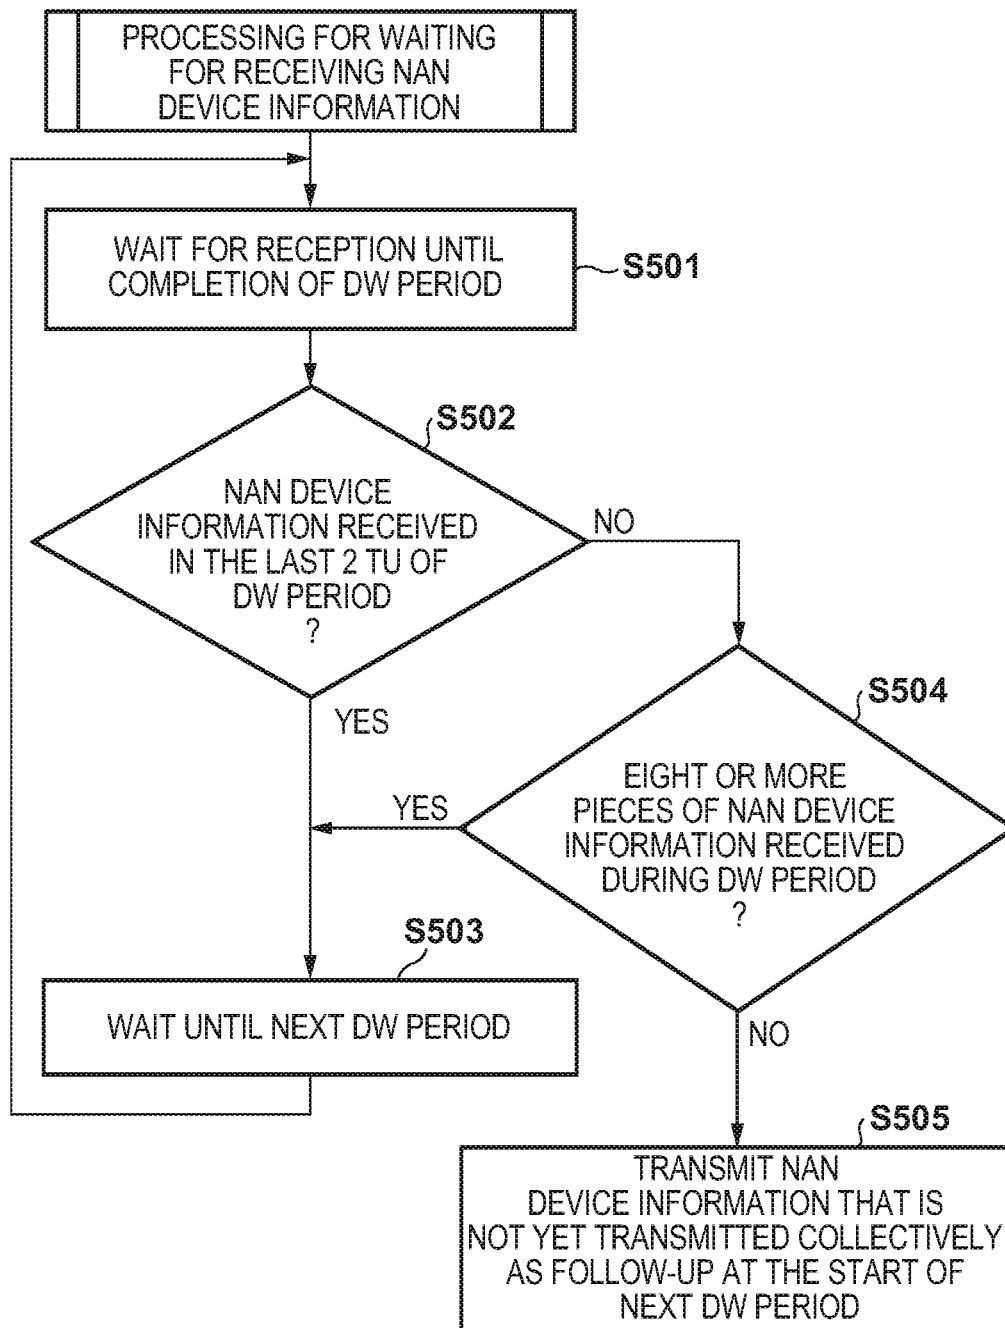 PROCESSING FOR WAITING
FOR RECEIVING NAN
DEVICE INFORMATION
WAIT FOR RECEPTION UNTIL
COMPLETION OF DW PERIOD
S501
S502
NAN DEVICE
INFORMATION RECEIVED
IN THE LAST 2 TU OF
DW PERIOD
?
NO
YES
S504
EIGHT OR MORE
PIECES OF NAN DEVICE
INFORMATION RECEIVED
DURING DW PERIOD
?
YES
NO
S503
WAIT UNTIL NEXT DW PERIOD
S505
TRANSMIT NAN
DEVICE INFORMATION THAT IS
NOT YET TRANSMITTED COLLECTIVELY
AS FOLLOW-UP AT THE START OF
NEXT DW PERIOD